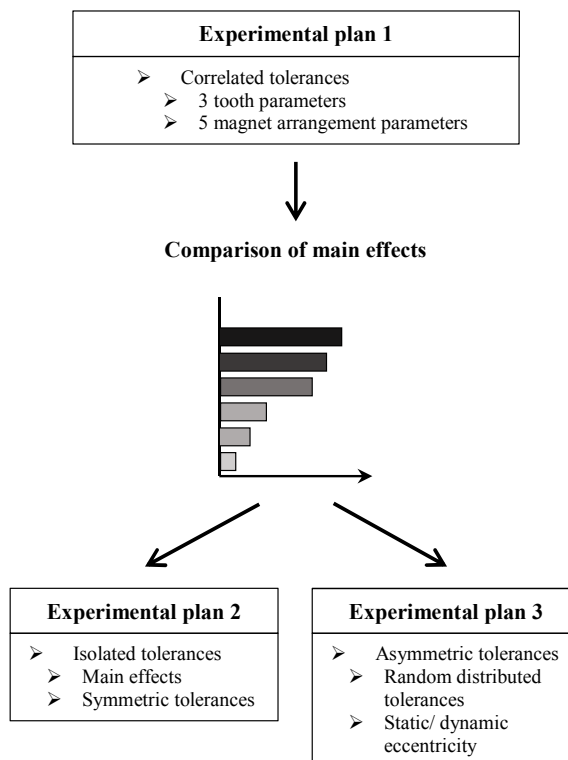 Experimental plan 1
➢ Correlated tolerances
➢ 3 tooth parameters
➢ 5 magnet arrangement parameters
Comparison of main effects
Experimental plan 2
➢ Isolated tolerances
➢ Main effects
➢ Symmetric tolerances
Experimental plan 3
➢ Asymmetric tolerances
➢ Random distributed
tolerances
➢ Static/ dynamic
eccentricity